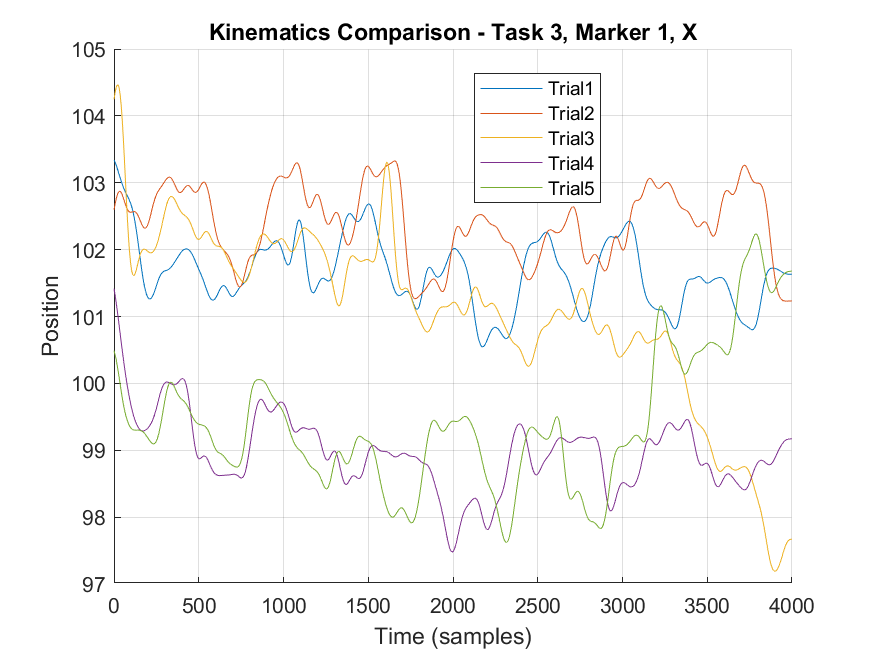 Kinematics Comparison - Task 3, Marker 1, X
105
104
103
102
101
100
99
98
97
Position
Trial1
Trial2
Trial3
Trial4
Trial5
0 500 1000 1500 2000 2500 3000 3500 4000
Time (samples)